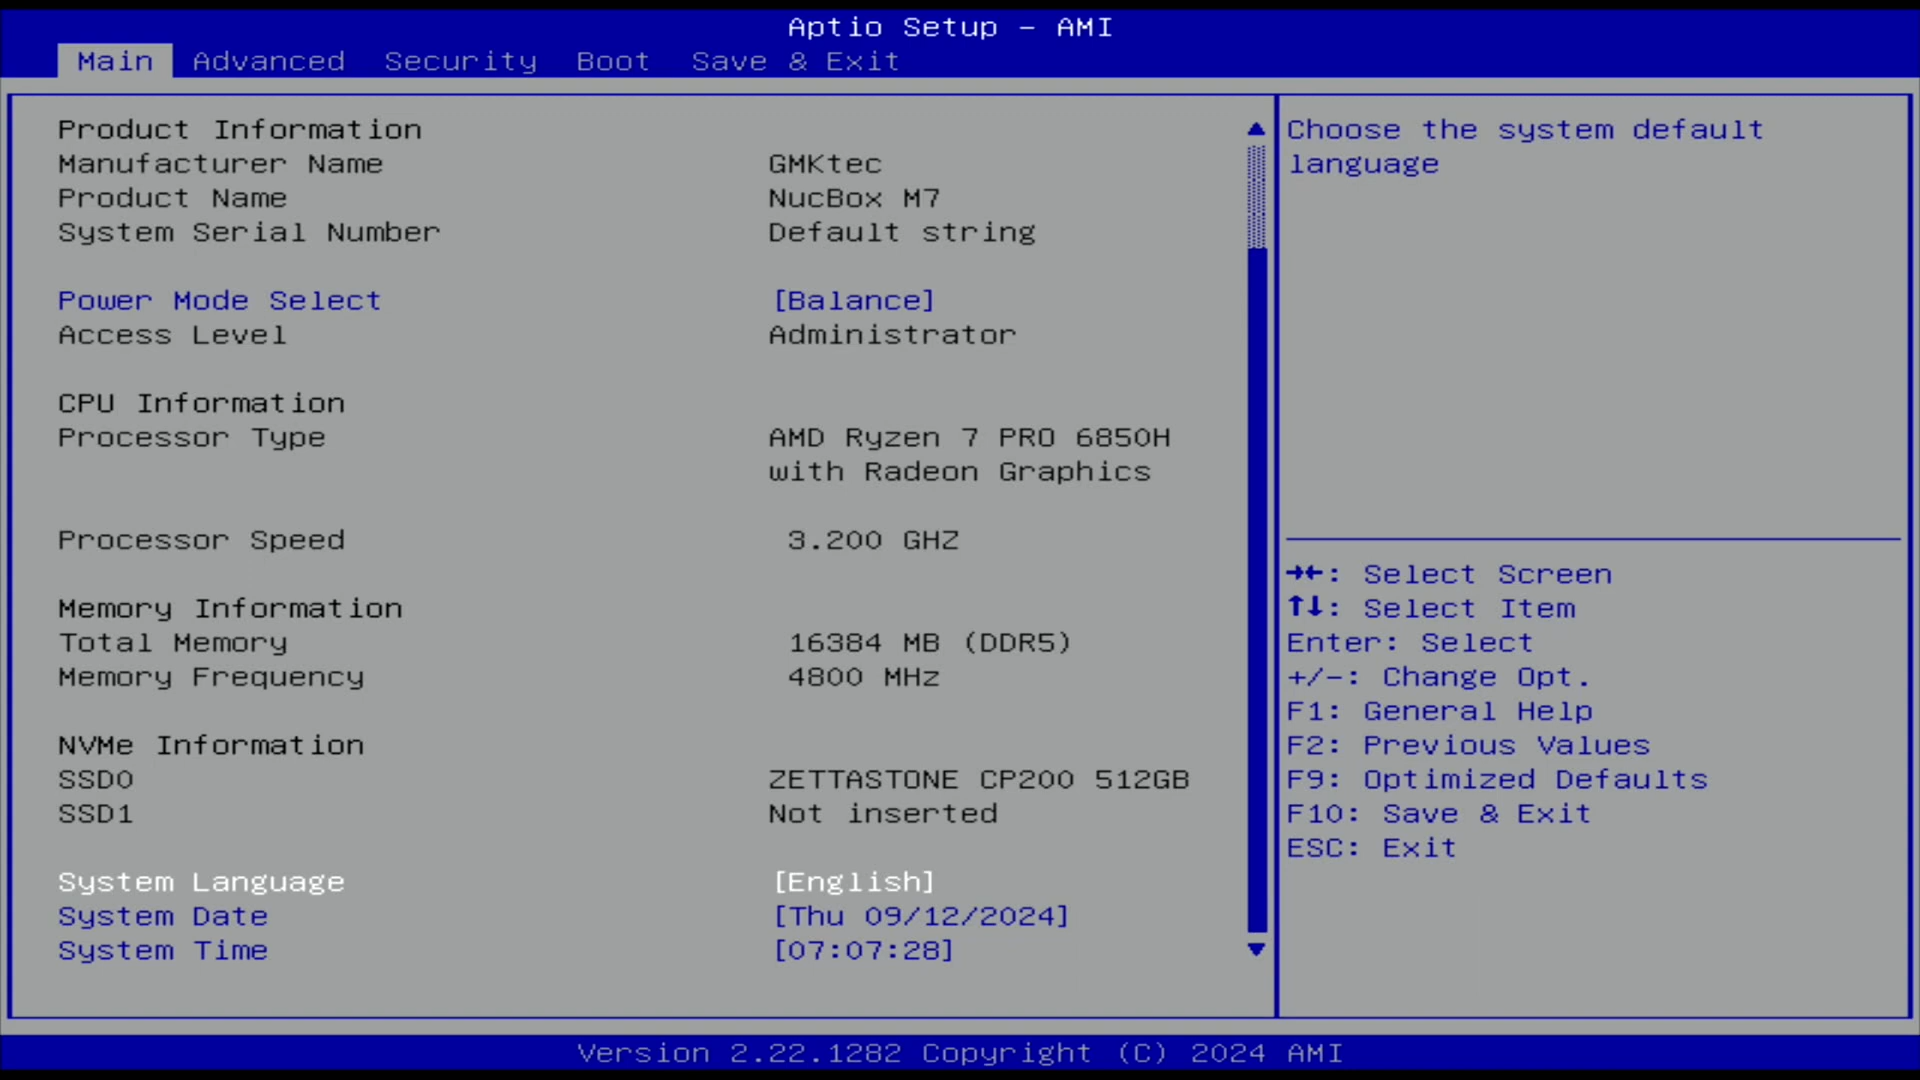 Aptio Setup – AMI
Main Advanced Security Boot Save & Exit
Product Information
Manufacturer Name GMKtec
Product Name NucBox M7
System Serial Number Default string
Power Mode Select [Balance]
Access Level Administrator
CPU Information
Processor Type AMD Ryzen 7 PRO 6850H
with Radeon Graphics
Processor Speed 3.200 GHZ
Memory Information
Total Memory 16384 MB (DDR5)
Memory Frequency 4800 MHz
NVMe Information
SSD0 ZETTASTONE CP200 512GB
SSD1 Not inserted
System Language [English]
System Date [Thu 09/12/2024]
System Time [07:07:28]
Choose the system default
language
→←: Select Screen
↑↓: Select Item
Enter: Select
+/-: Change Opt.
F1: General Help
F2: Previous Values
F9: Optimized Defaults
F10: Save & Exit
ESC: Exit
Version 2.22.1282 Copyright (C) 2024 AMI